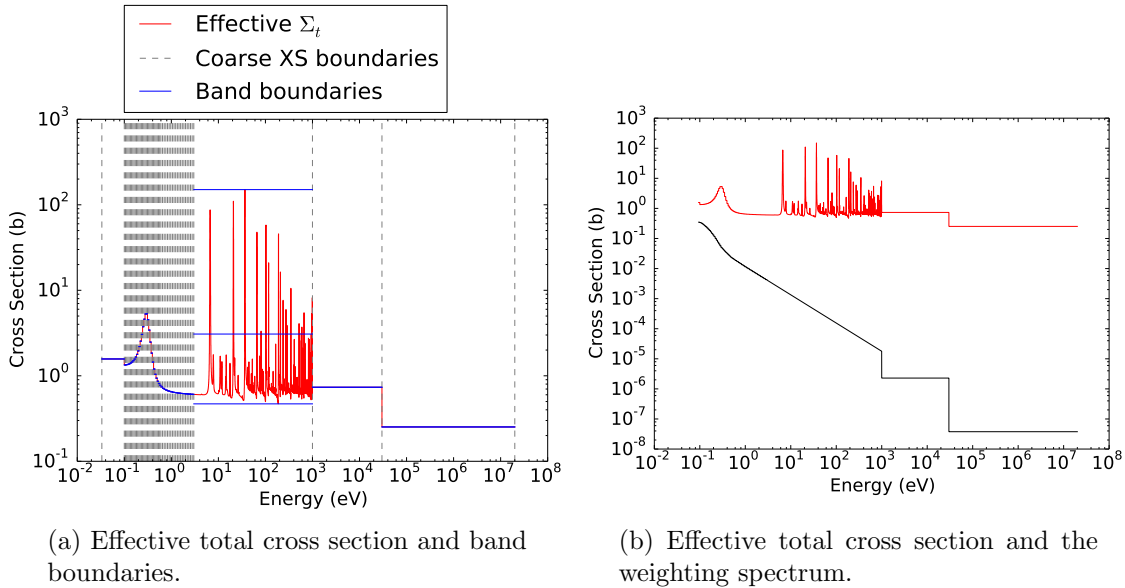 Effective Σt
Coarse XS boundaries
Band boundaries
10^3
10^2
10^1
10^0
10^-1
Cross Section (b)
10^-2 10^-1 10^0 10^1 10^2 10^3 10^4 10^5 10^6 10^7 10^8
Energy (eV)
(a) Effective total cross section and band
boundaries.
10^3
10^2
10^1
10^0
10^-1
10^-2
10^-3
10^-4
10^-5
10^-6
10^-7
10^-8
Cross Section (b)
10^-2 10^-1 10^0 10^1 10^2 10^3 10^4 10^5 10^6 10^7 10^8
Energy (eV)
(b) Effective total cross section and the
weighting spectrum.